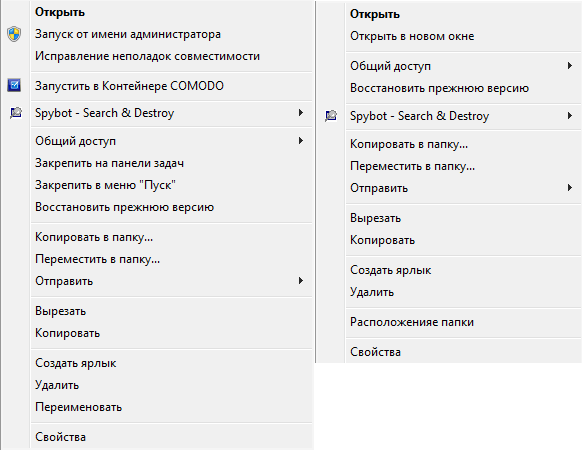 Открыть
Запуск от имени администратора
Исправление неполадок совместимости
Запустить в Контейнере COMODO
Spybot - Search & Destroy
Общий доступ
Закрепить на панели задач
Закрепить в меню "Пуск"
Восстановить прежнюю версию
Копировать в папку...
Переместить в папку...
Отправить
Вырезать
Копировать
Создать ярлык
Удалить
Переименовать
Свойства
Открыть
Открыть в новом окне
Общий доступ
Восстановить прежнюю версию
Spybot - Search & Destroy
Копировать в папку...
Переместить в папку...
Отправить
Вырезать
Копировать
Создать ярлык
Удалить
Расположенияе папки
Свойства